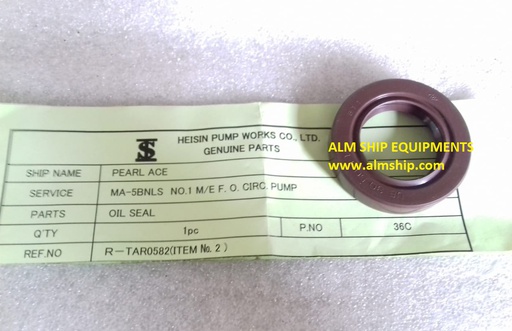 HEISIN PUMP WORKS CO., LTD.
GENUINE PARTS
SHIP NAME PEARL ACE
SERVICE MA-5BNLS NO.1 M/E F. O. CIRC. PUMP
PARTS OIL SEAL
Q'TY 1pc P.NO 36C
REF.NO R-TAR0582(ITEM No. 2 )
ALM SHIP EQUIPMENTS
www.almship.com